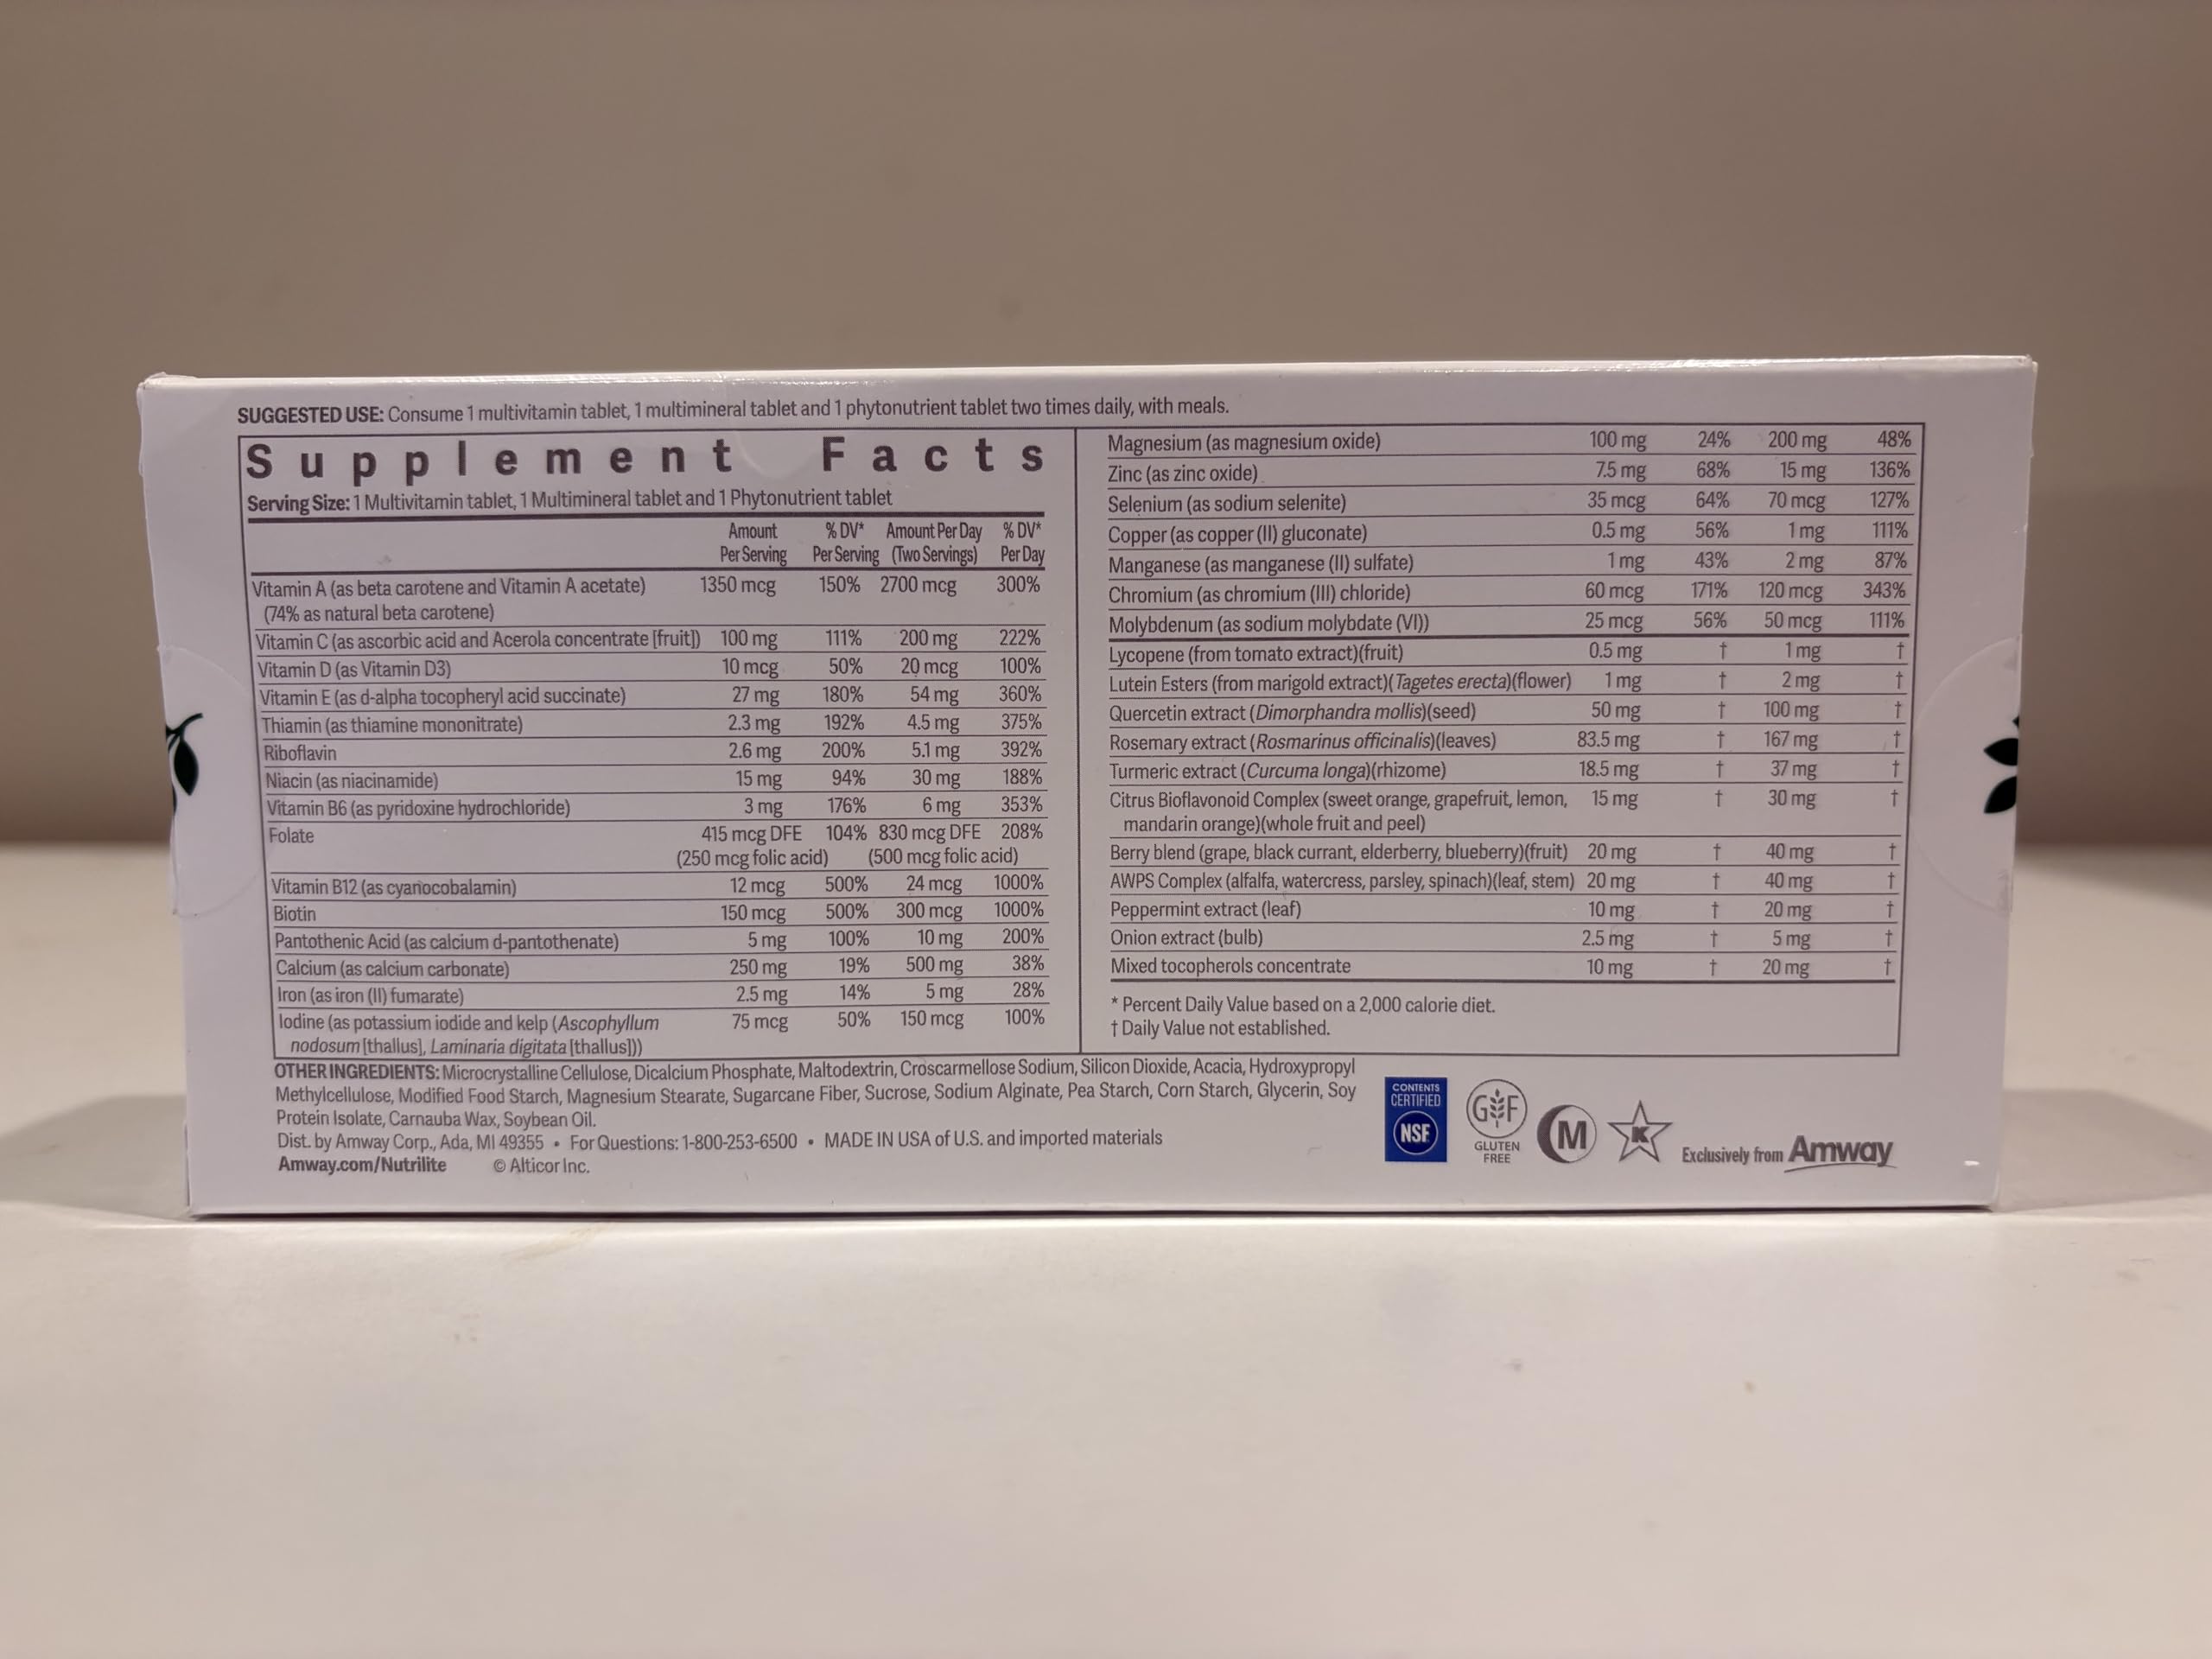 SUGGESTED USE: Consume 1 multivitamin tablet, 1 multimineral tablet and 1 phytonutrient tablet two times daily, with meals.
Supplement Facts
Serving Size: 1 Multivitamin tablet, 1 Multimineral tablet and 1 Phytonutrient tablet
Amount % DV* Amount Per Day % DV*
Per Serving Per Serving (Two Servings) Per Day
Vitamin A (as beta carotene and Vitamin A acetate) 1350 mcg 150% 2700 mcg 300%
(74% as natural beta carotene)
Vitamin C (as ascorbic acid and Acerola concentrate [fruit]) 100 mg 111% 200 mg 222%
Vitamin D (as Vitamin D3) 10 mcg 50% 20 mcg 100%
Vitamin E (as d-alpha tocopheryl acid succinate) 27 mg 180% 54 mg 360%
Thiamin (as thiamine mononitrate) 2.3 mg 192% 4.5 mg 375%
Riboflavin 2.6 mg 200% 5.1 mg 392%
Niacin (as niacinamide) 15 mg 94% 30 mg 188%
Vitamin B6 (as pyridoxine hydrochloride) 3 mg 176% 6 mg 353%
Folate 415 mcg DFE 104% 830 mcg DFE 208%
(250 mcg folic acid) (500 mcg folic acid)
Vitamin B12 (as cyanocobalamin) 12 mcg 500% 24 mcg 1000%
Biotin 150 mcg 500% 300 mcg 1000%
Pantothenic Acid (as calcium d-pantothenate) 5 mg 100% 10 mg 200%
Calcium (as calcium carbonate) 250 mg 19% 500 mg 38%
Iron (as iron (II) fumarate) 2.5 mg 14% 5 mg 28%
Iodine (as potassium iodide and kelp (Ascophyllum 75 mcg 50% 150 mcg 100%
nodosum [thallus], Laminaria digitata [thallus]))
Magnesium (as magnesium oxide) 100 mg 24% 200 mg 48%
Zinc (as zinc oxide) 7.5 mg 68% 15 mg 136%
Selenium (as sodium selenite) 35 mcg 64% 70 mcg 127%
Copper (as copper (II) gluconate) 0.5 mg 56% 1 mg 111%
Manganese (as manganese (II) sulfate) 1 mg 43% 2 mg 87%
Chromium (as chromium (III) chloride) 60 mcg 171% 120 mcg 343%
Molybdenum (as sodium molybdate (VI)) 25 mcg 56% 50 mcg 111%
Lycopene (from tomato extract)(fruit) 0.5 mg † 1 mg †
Lutein Esters (from marigold extract)(Tagetes erecta)(flower) 1 mg † 2 mg †
Quercetin extract (Dimorphandra mollis)(seed) 50 mg † 100 mg †
Rosemary extract (Rosmarinus officinalis)(leaves) 83.5 mg † 167 mg †
Turmeric extract (Curcuma longa)(rhizome) 18.5 mg † 37 mg †
Citrus Bioflavonoid Complex (sweet orange, grapefruit, lemon, 15 mg † 30 mg †
mandarin orange)(whole fruit and peel)
Berry blend (grape, black currant, elderberry, blueberry)(fruit) 20 mg † 40 mg †
AWPS Complex (alfalfa, watercress, parsley, spinach)(leaf, stem) 20 mg † 40 mg †
Peppermint extract (leaf) 10 mg † 20 mg †
Onion extract (bulb) 2.5 mg † 5 mg †
Mixed tocopherols concentrate 10 mg † 20 mg †
* Percent Daily Value based on a 2,000 calorie diet.
† Daily Value not established.
OTHER INGREDIENTS: Microcrystalline Cellulose, Dicalcium Phosphate, Maltodextrin, Croscarmellose Sodium, Silicon Dioxide, Acacia, Hydroxypropyl
Methylcellulose, Modified Food Starch, Magnesium Stearate, Sugarcane Fiber, Sucrose, Sodium Alginate, Pea Starch, Corn Starch, Glycerin, Soy
Protein Isolate, Carnauba Wax, Soybean Oil.
Dist. by Amway Corp., Ada, MI 49355 • For Questions: 1-800-253-6500 • MADE IN USA of U.S. and imported materials
Amway.com/Nutrilite © Alticor Inc.
CONTENTS
CERTIFIED
NSF
GF
GLUTEN
FREE
M
K
Exclusively from Amway